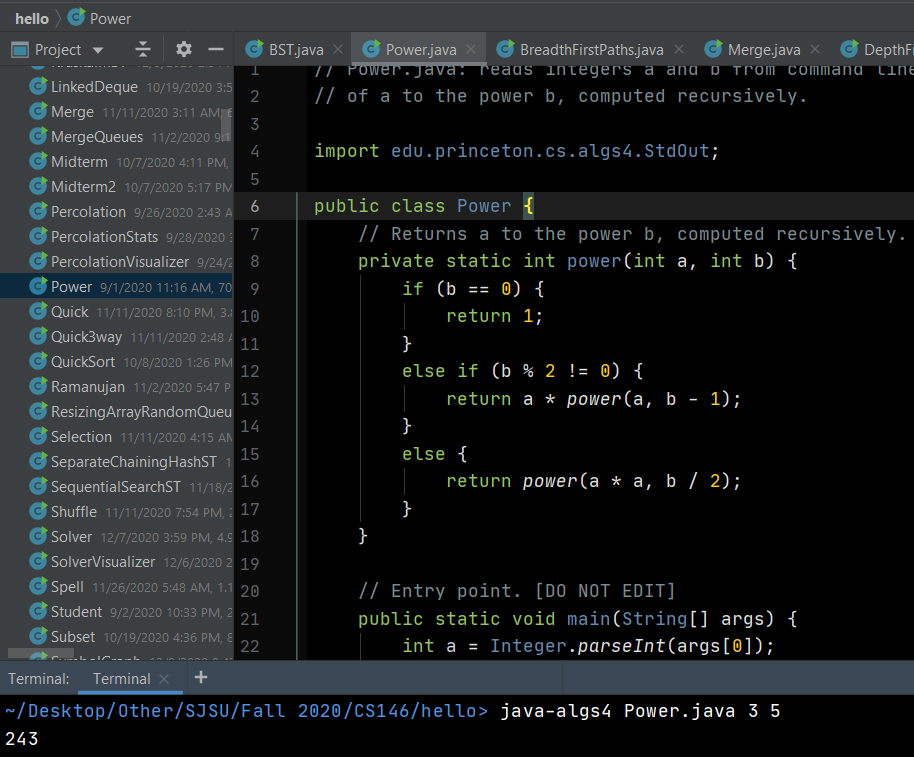 hello Power
Project
BST.java Power.java BreadthFirstPaths.java Merge.java DepthFi
LinkedDeque 10/19/2020 3:5
Merge 11/11/2020 3:11 AM,
MergeQueues 11/2/2020 9:1
Midterm 10/7/2020 4:11 PM,
Midterm2 10/7/2020 5:17 PM
Percolation 9/26/2020 2:43 A
PercolationStats 9/28/2020
PercolationVisualizer 9/24/2
Power 9/1/2020 11:16 AM, 70
Quick 11/11/2020 8:10 PM, 3.
Quick3way 11/11/2020 2:48
QuickSort 10/8/2020 1:26 PM
Ramanujan 11/2/2020 5:47 P
ResizingArrayRandomQueu
Selection 11/11/2020 4:15 AM
SeparateChainingHashST 1
SequentialSearchST 11/18/2
Shuffle 11/11/2020 7:54 PM, 2
Solver 12/7/2020 3:59 PM, 4.9
SolverVisualizer 12/6/2020 2
Spell 11/26/2020 5:48 AM, 1.1
Student 9/2/2020 10:33 PM, 2
Subset 10/19/2020 4:36 PM, 8
1 // Power.java: reads integers a and b from command line
2 // of a to the power b, computed recursively.
3
4 import edu.princeton.cs.algs4.StdOut;
5
6 public class Power {
7 // Returns a to the power b, computed recursively.
8 private static int power(int a, int b) {
9 if (b == 0) {
10 return 1;
11 }
12 else if (b % 2 != 0) {
13 return a * power(a, b - 1);
14 }
15 else {
16 return power(a * a, b / 2);
17 }
18 }
19
20 // Entry point. [DO NOT EDIT]
21 public static void main(String[] args) {
22 int a = Integer.parseInt(args[0]);
Terminal: Terminal
~/Desktop/Other/SJSU/Fall 2020/CS146/hello> java-algs4 Power.java 3 5
243